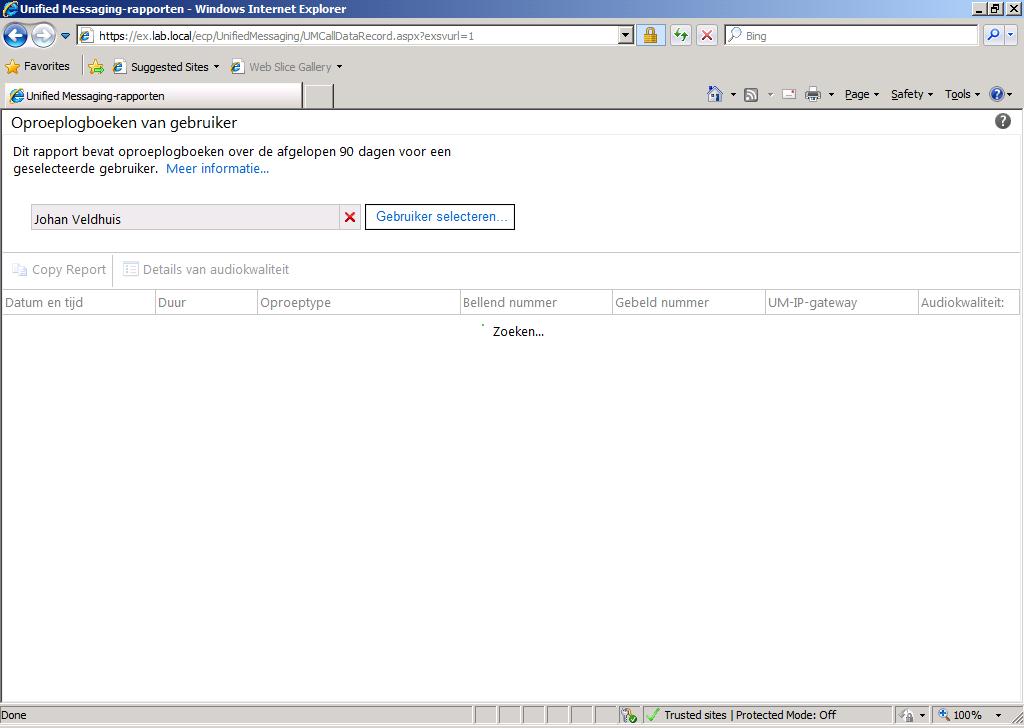 Unified Messaging-rapporten - Windows Internet Explorer
https://ex.lab.local/ecp/UnifiedMessaging/UMCallDataRecord.aspx?exsvurl=1
Bing
Favorites
Suggested Sites
Web Slice Gallery
Unified Messaging-rapporten
Page
Safety
Tools
Oproeplogboeken van gebruiker
Dit rapport bevat oproeplogboeken over de afgelopen 90 dagen voor een
geselecteerde gebruiker. Meer informatie...
Johan Veldhuis
Gebruiker selecteren...
Copy Report
Details van audiokwaliteit
Datum en tijd
Duur
Oproeptype
Bellend nummer
Gebeld nummer
UM-IP-gateway
Audiokwaliteit:
Zoeken...
Done
Trusted sites | Protected Mode: Off
100%